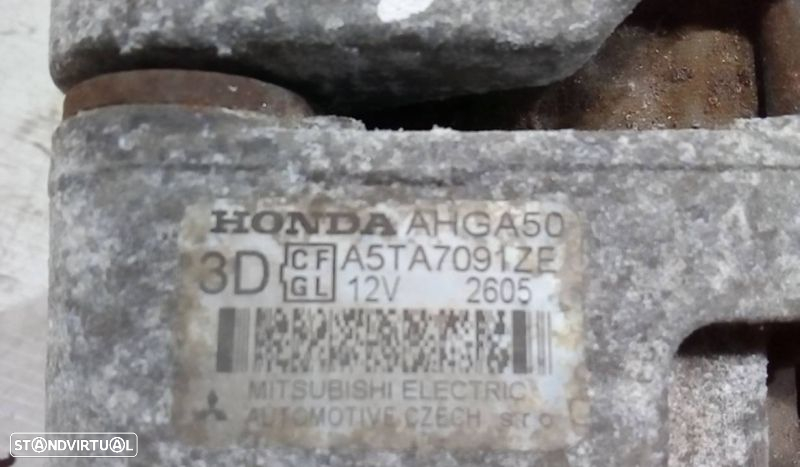 HONDA AHGA50
3D CF GL A5TA7091ZE
12V 2605
MITSUBISHI ELECTRIC
AUTOMOTIVE CZECH s.r.o
STANDVIRTUAL